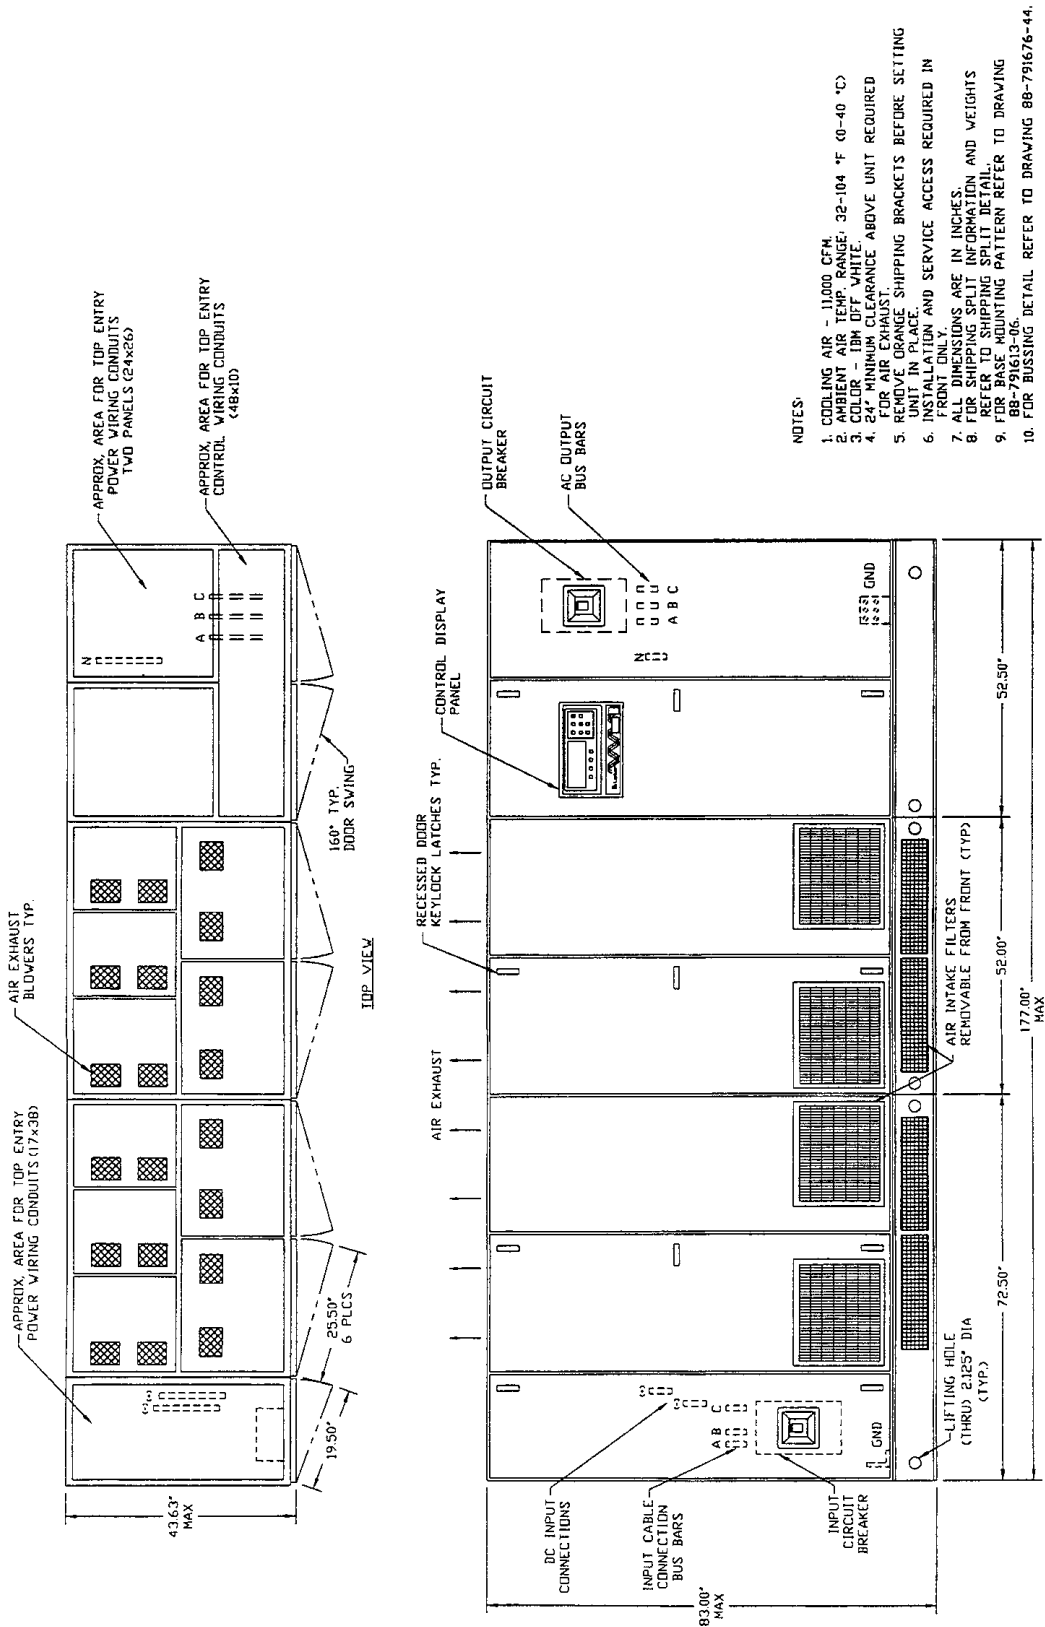 APPROX. AREA FOR TOP ENTRY
POWER WIRING CONDUITS (17x38)
AIR EXHAUST
BLOWERS TYP.
APPROX. AREA FOR TOP ENTRY
POWER WIRING CONDUITS
TWO PANELS (24x26)
APPROX. AREA FOR TOP ENTRY
CONTROL WIRING CONDUITS
(48x10)
N
A B C
43.63"
MAX
19.50"
25.50"
6 PLCS
160° TYP.
DOOR SWING
TOP VIEW
AIR EXHAUST
RECESSED DOOR
KEYLOCK LATCHES TYP.
CONTROL DISPLAY
PANEL
OUTPUT CIRCUIT
BREAKER
AC OUTPUT
BUS BARS
DC INPUT
CONNECTIONS
INPUT CABLE
CONNECTION
BUS BARS
INPUT
CIRCUIT
BREAKER
A B C
GND
N
A B C
GND
83.00"
MAX
LIFTING HOLE
(THRU) 2.125" DIA
(TYP.)
AIR INTAKE FILTERS
REMOVABLE FROM FRONT (TYP)
72.50"
52.00"
52.50"
177.00"
MAX
NOTES:
1. COOLING AIR - 11,000 CFM.
2. AMBIENT AIR TEMP. RANGE: 32-104 °F (0-40 °C)
3. COLOR - IBM OFF WHITE.
4. 24" MINIMUM CLEARANCE ABOVE UNIT REQUIRED
FOR AIR EXHAUST.
5. REMOVE ORANGE SHIPPING BRACKETS BEFORE SETTING
UNIT IN PLACE.
6. INSTALLATION AND SERVICE ACCESS REQUIRED IN
FRONT ONLY.
7. ALL DIMENSIONS ARE IN INCHES.
8. FOR SHIPPING SPLIT INFORMATION AND WEIGHTS
REFER TO SHIPPING SPLIT DETAIL.
9. FOR BASE MOUNTING PATTERN REFER TO DRAWING
88-791613-06.
10. FOR BUSSING DETAIL REFER TO DRAWING 88-791676-44.